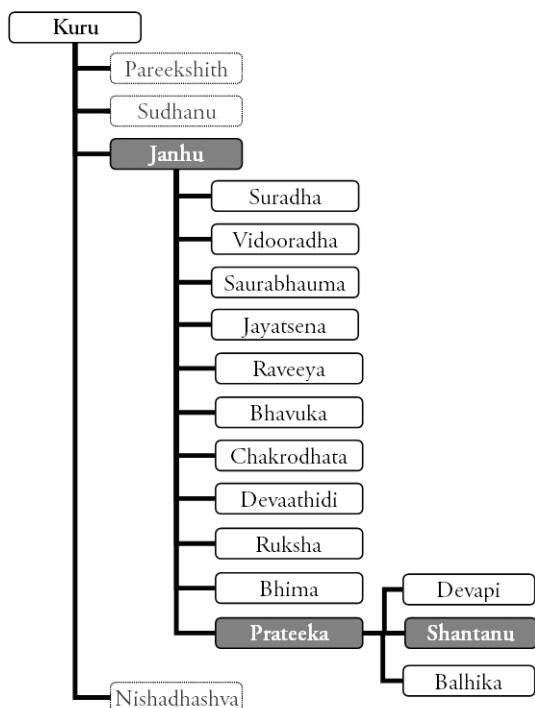 Kuru
Pareekshith
Sudhanu
Janhu
Suradha
Vidooradha
Saurabhauma
Jayatsena
Raveeya
Bhavuka
Chakrodhata
Devaathidi
Ruksha
Bhima
Devapi
Prateeka
Shantanu
Balhika
Nishadhashva